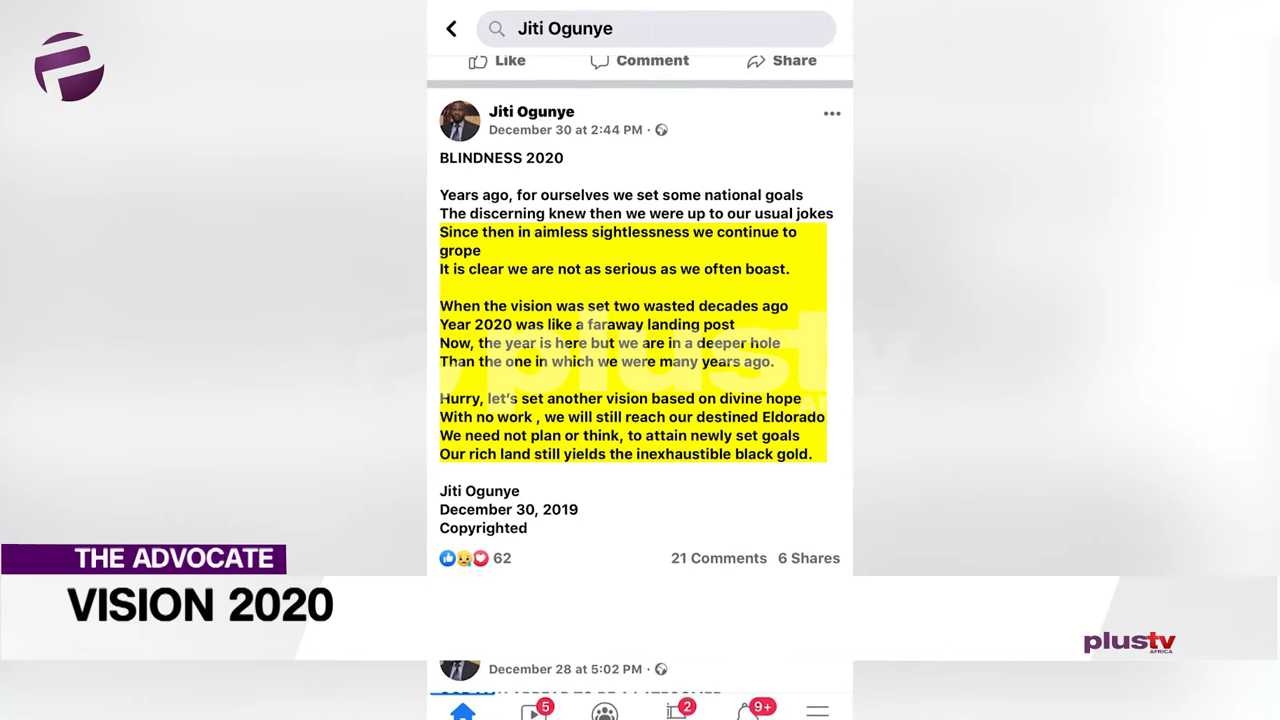 Jiti Ogunye
Like Comment Share
Jiti Ogunye
December 30 at 2:44 PM ·
BLINDNESS 2020
Years ago, for ourselves we set some national goals
The discerning knew then we were up to our usual jokes
Since then in aimless sightlessness we continue to
grope
It is clear we are not as serious as we often boast.
When the vision was set two wasted decades ago
Year 2020 was like a faraway landing post
Now, the year is here but we are in a deeper hole
Than the one in which we were many years ago.
Hurry, let's set another vision based on divine hope
With no work , we will still reach our destined Eldorado
We need not plan or think, to attain newly set goals
Our rich land still yields the inexhaustible black gold.
Jiti Ogunye
December 30, 2019
Copyrighted
62 21 Comments 6 Shares
THE ADVOCATE
VISION 2020
plustv
AFRICA
December 28 at 5:02 PM ·
5 2 9+
plustv